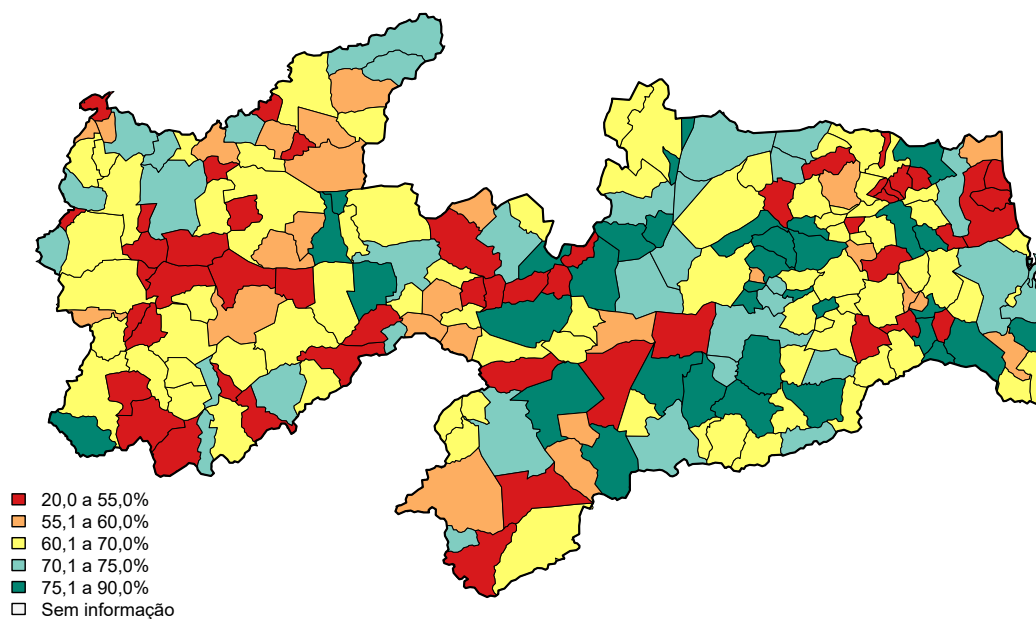 20,0 a 55,0%
55,1 a 60,0%
60,1 a 70,0%
70,1 a 75,0%
75,1 a 90,0%
Sem informação